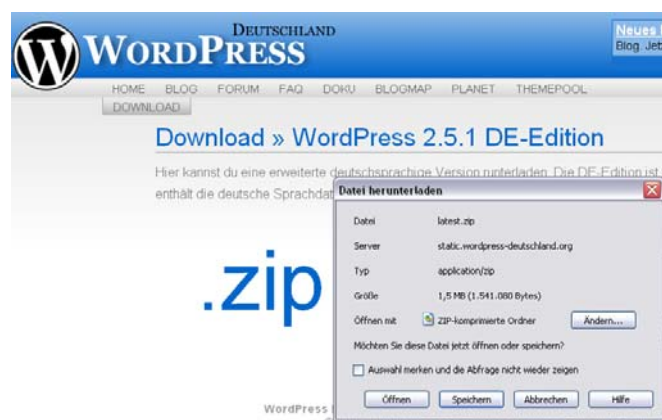 DEUTSCHLAND
WORDPRESS
Neues
Blog. Jet
HOME BLOG FORUM FAQ DOKU BLOGMAP PLANET THEMEPOOL
DOWNLOAD
Download » WordPress 2.5.1 DE-Edition
Hier kannst du eine erweiterte deutschsprachige Version runterladen. Die DE-Edition ist
enthält die deutsche Sprachdat
.zip
Datei herunterladen
Datei latest.zip
Server static.wordpress-deutschland.org
Typ application/zip
Größe 1,5 MB (1.541.080 Bytes)
Öffnen mit ZIP-komprimierte Ordner Ändern...
Möchten Sie diese Datei jetzt öffnen oder speichern?
Auswahl merken und die Abfrage nicht wieder zeigen
Öffnen Speichern Abbrechen Hilfe
WordPress